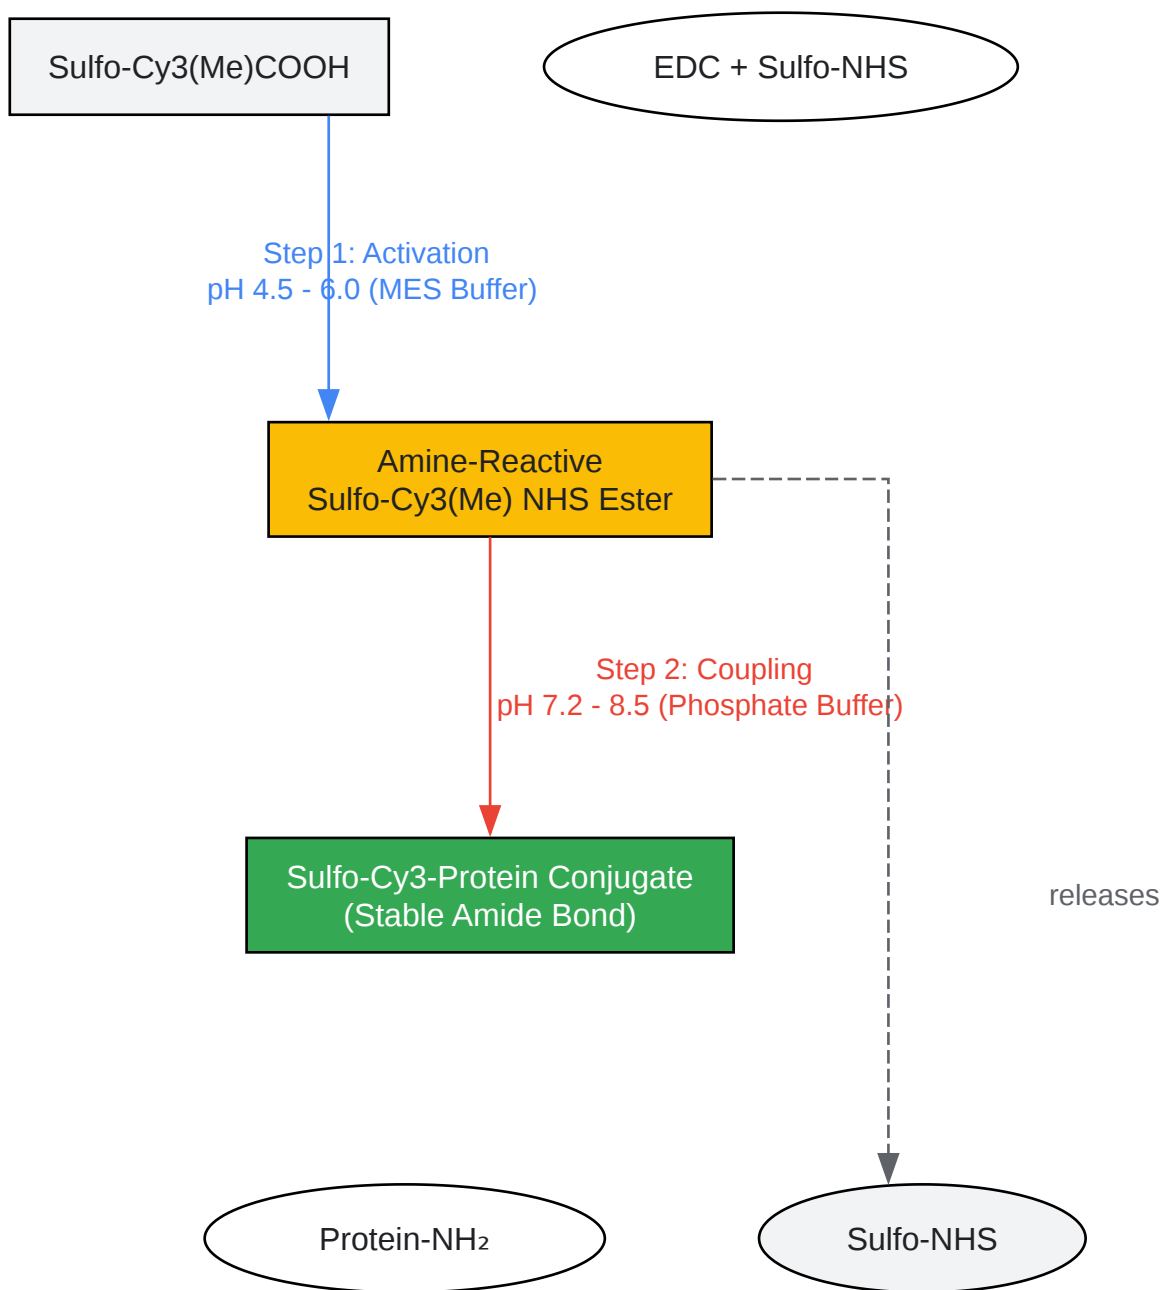 Sulfo-Cy3(Me)COOH
EDC + Sulfo-NHS
Step 1: Activation
pH 4.5 - 6.0 (MES Buffer)
Amine-Reactive
Sulfo-Cy3(Me) NHS Ester
Step 2: Coupling
pH 7.2 - 8.5 (Phosphate Buffer)
Sulfo-Cy3-Protein Conjugate
(Stable Amide Bond)
releases
Protein-NH₂
Sulfo-NHS